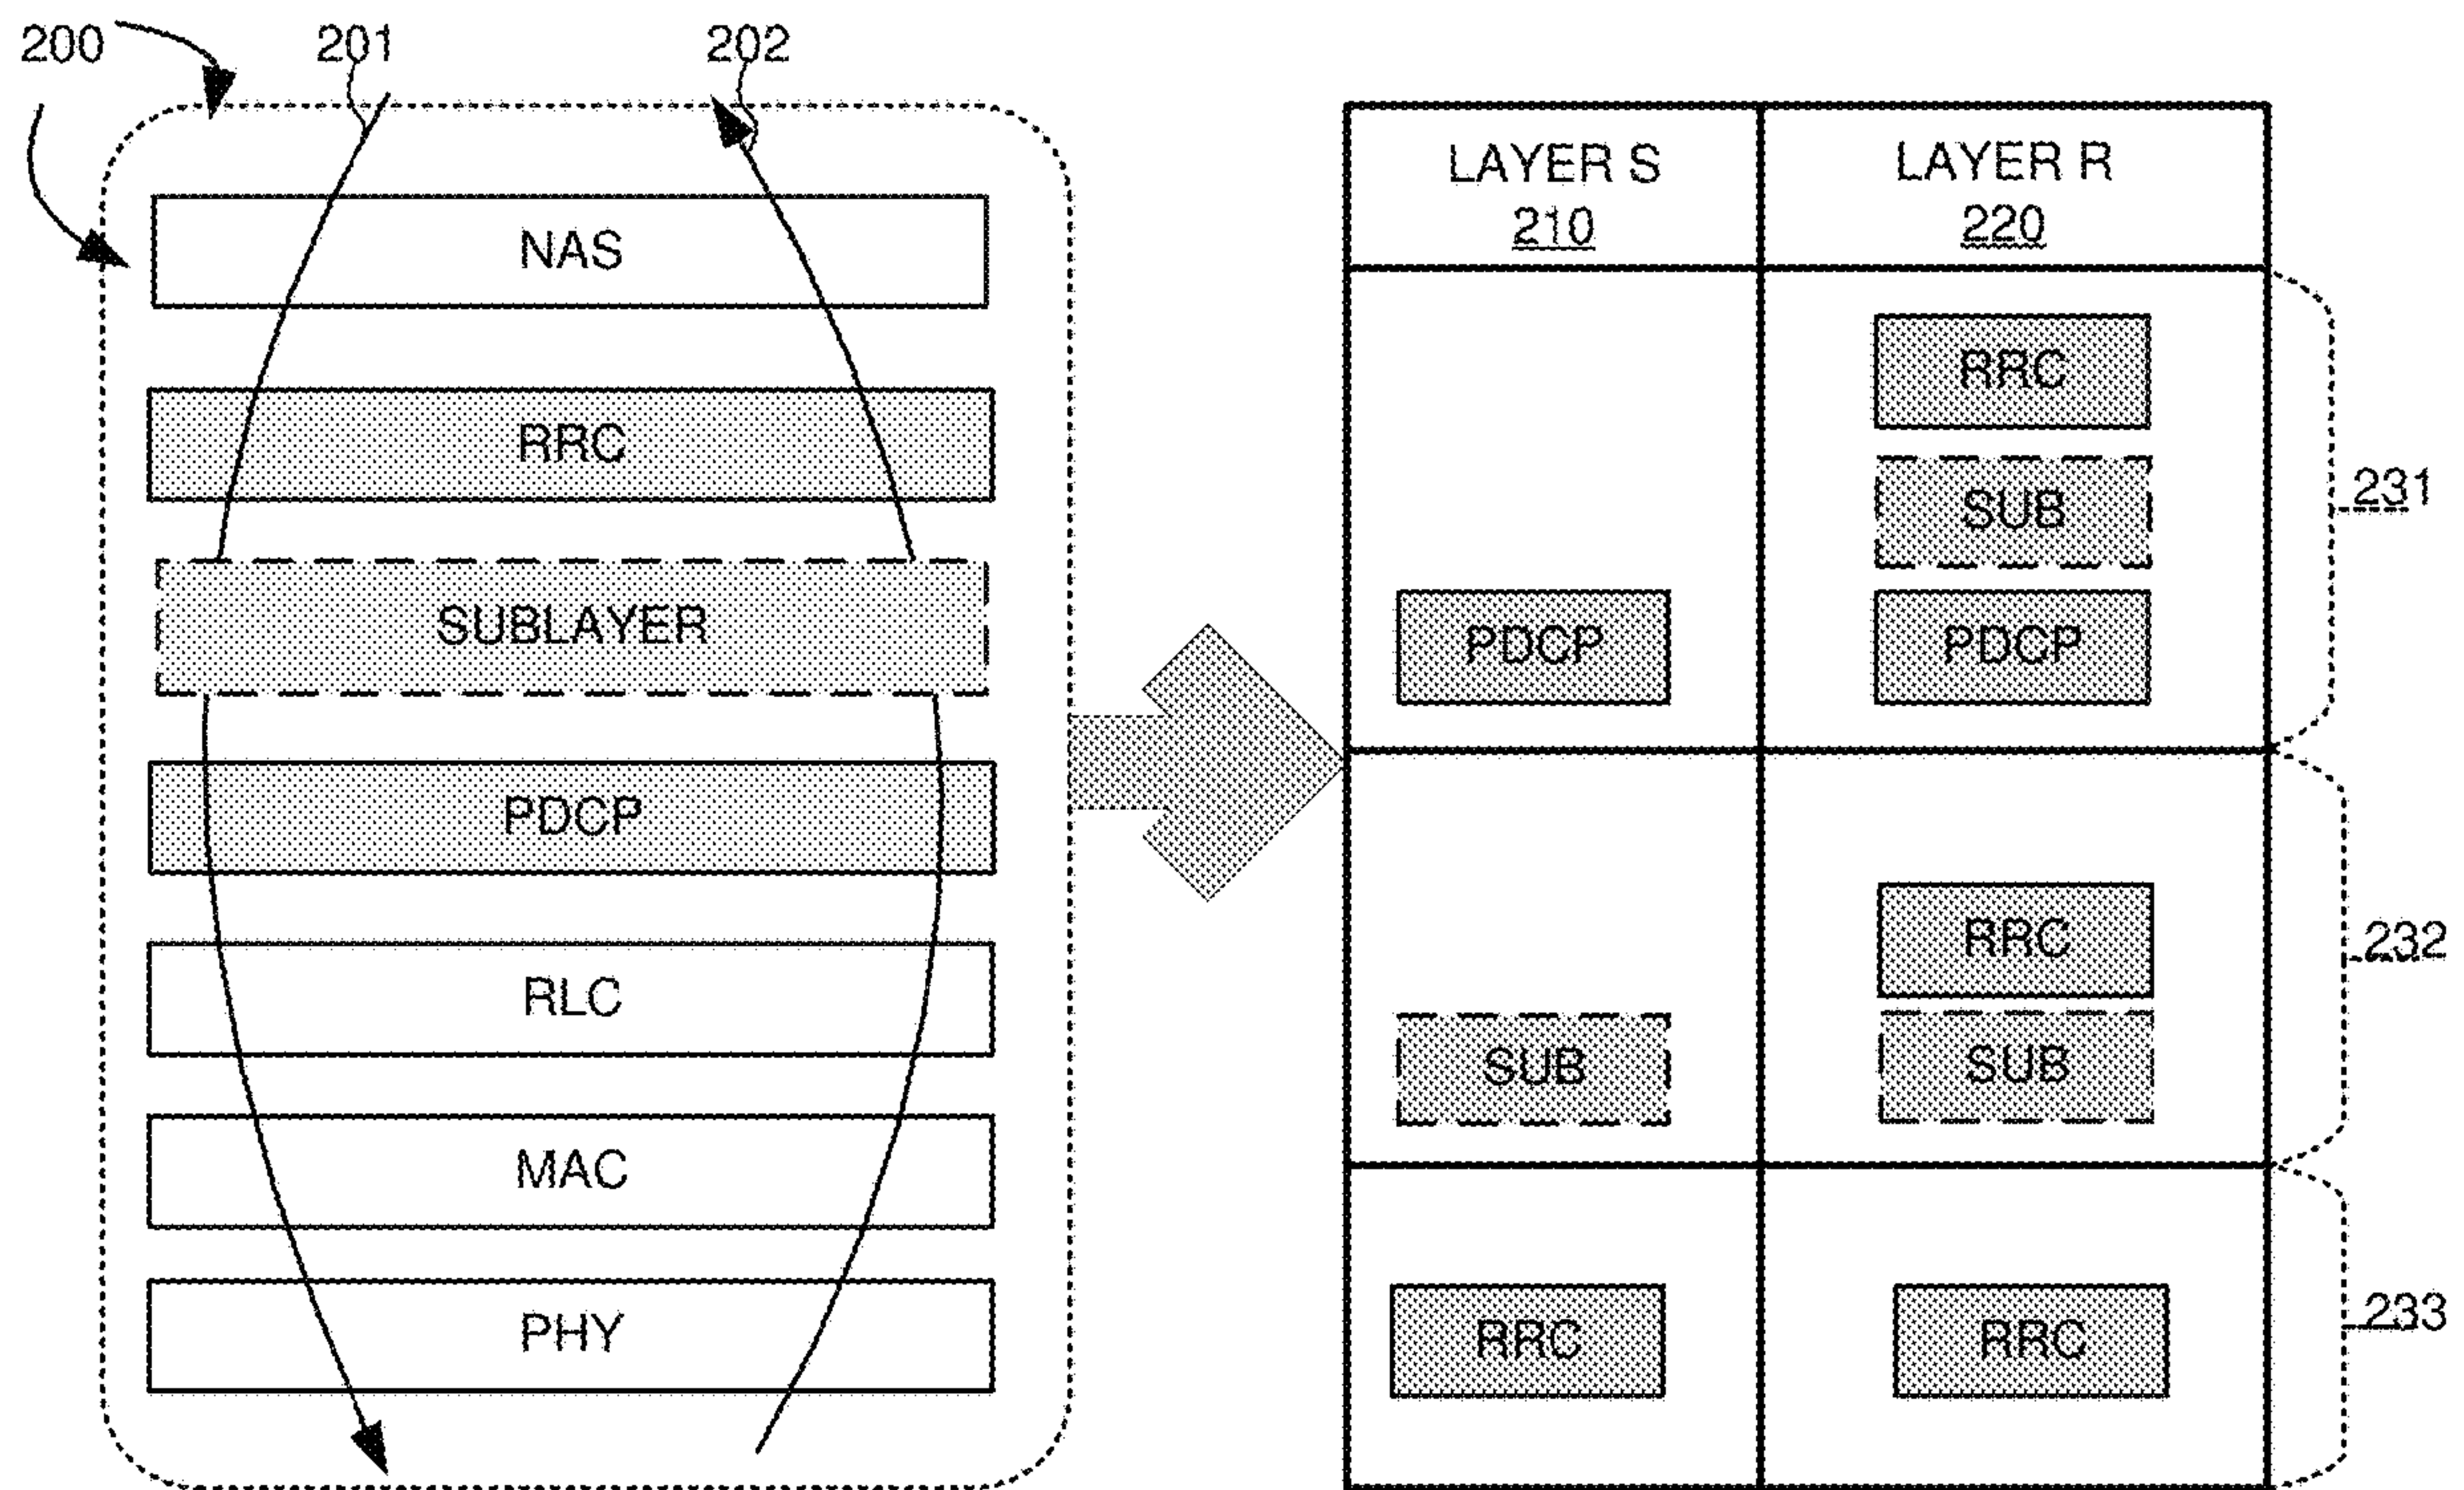 200
201
202
NAS
RRC
SUBLAYER
PDCP
RLC
MAC
PHY
LAYER S
210
LAYER R
220
RRC
SUB
PDCP
PDCP
231
RRC
SUB
SUB
232
RRC
RRC
233